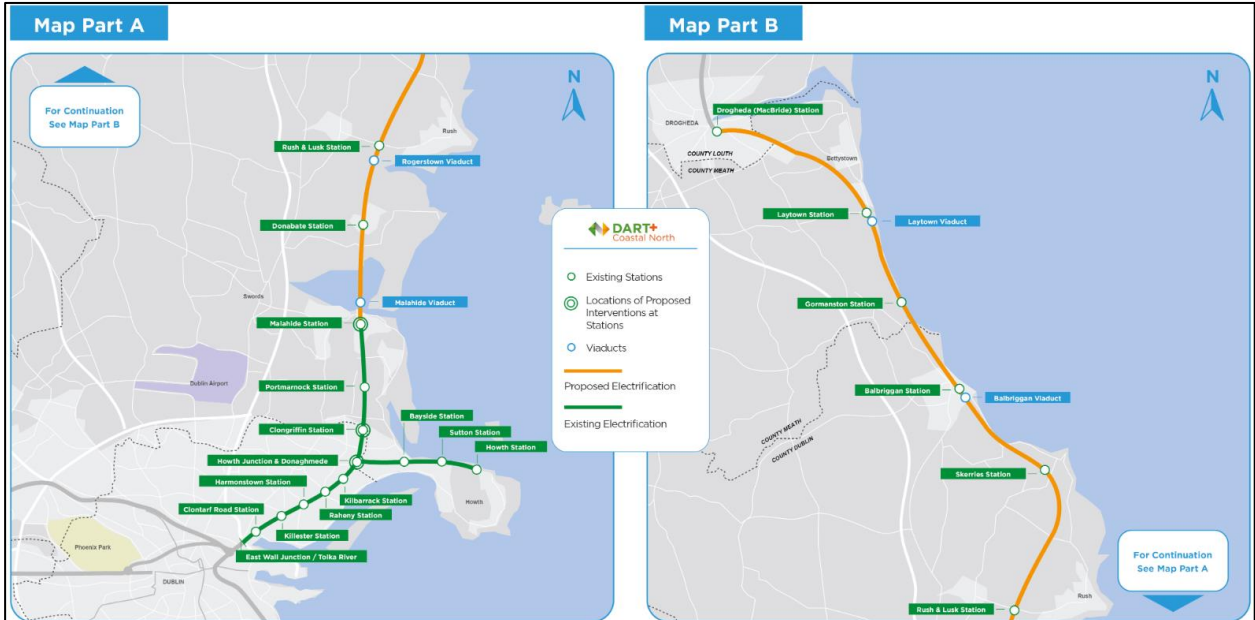 Map Part A
For Continuation
See Map Part B
N
Rush
Rush & Lusk Station
Rogerstown Viaduct
Donabate Station
Swords
Malahide Viaduct
Malahide Station
Dublin Airport
Portmarnock Station
Clongriffin Station
Bayside Station
Sutton Station
Howth Station
Howth Junction & Donaghmede
Harmonstown Station
Kilbarrack Station
Howth
Clontarf Road Station
Raheny Station
Killester Station
East Wall Junction / Tolka River
Phoenix Park
DUBLIN
DART+
Coastal North
Existing Stations
Locations of Proposed
Interventions at
Stations
Viaducts
Proposed Electrification
Existing Electrification
Map Part B
N
Drogheda (MacBride) Station
DROGHEDA
COUNTY LOUTH
COUNTY MEATH
Bettystown
Laytown Station
Laytown Viaduct
Gormanston Station
Balbriggan Station
Balbriggan Viaduct
COUNTY MEATH
COUNTY DUBLIN
Skerries Station
For Continuation
See Map Part A
Rush
Rush & Lusk Station